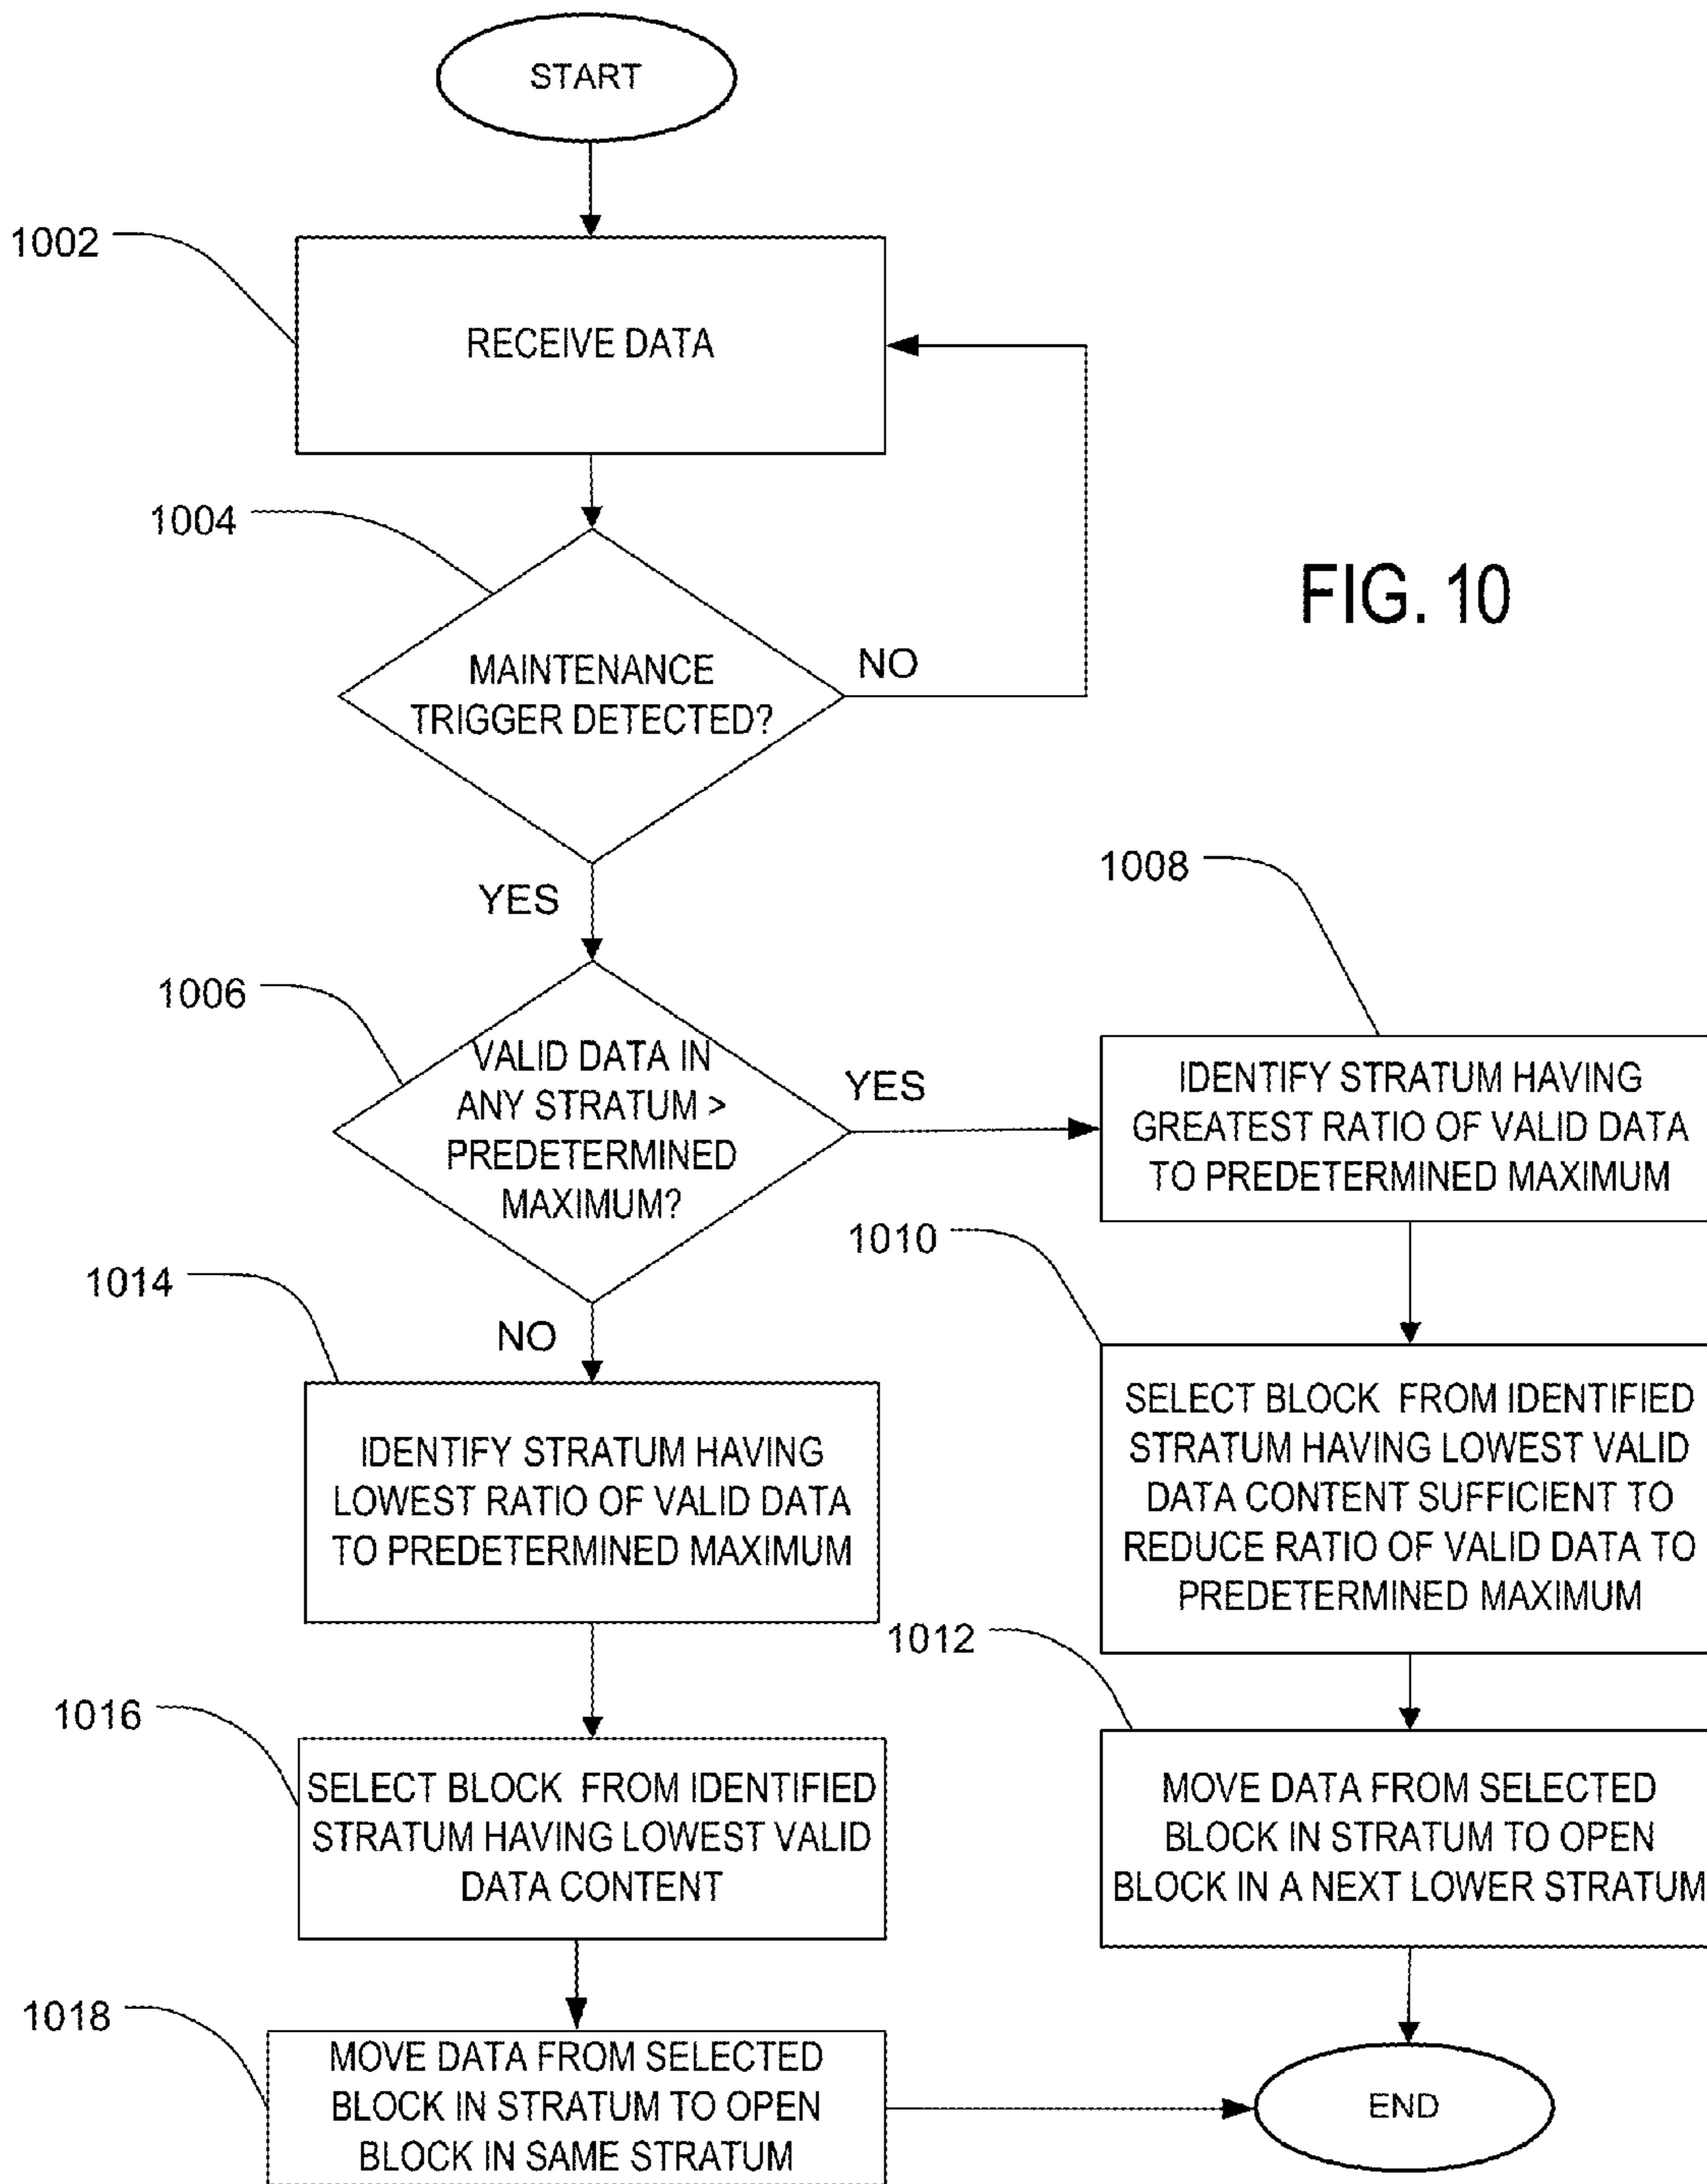 START
1002
RECEIVE DATA
1004
FIG. 10
MAINTENANCE
TRIGGER DETECTED?
NO
YES
1006
VALID DATA IN
ANY STRATUM >
PREDETERMINED
MAXIMUM?
YES
NO
1008
IDENTIFY STRATUM HAVING
GREATEST RATIO OF VALID DATA
TO PREDETERMINED MAXIMUM
1010
SELECT BLOCK FROM IDENTIFIED
STRATUM HAVING LOWEST VALID
DATA CONTENT SUFFICIENT TO
REDUCE RATIO OF VALID DATA TO
PREDETERMINED MAXIMUM
1012
MOVE DATA FROM SELECTED
BLOCK IN STRATUM TO OPEN
BLOCK IN A NEXT LOWER STRATUM
1014
IDENTIFY STRATUM HAVING
LOWEST RATIO OF VALID DATA
TO PREDETERMINED MAXIMUM
1016
SELECT BLOCK FROM IDENTIFIED
STRATUM HAVING LOWEST VALID
DATA CONTENT
1018
MOVE DATA FROM SELECTED
BLOCK IN STRATUM TO OPEN
BLOCK IN SAME STRATUM
END